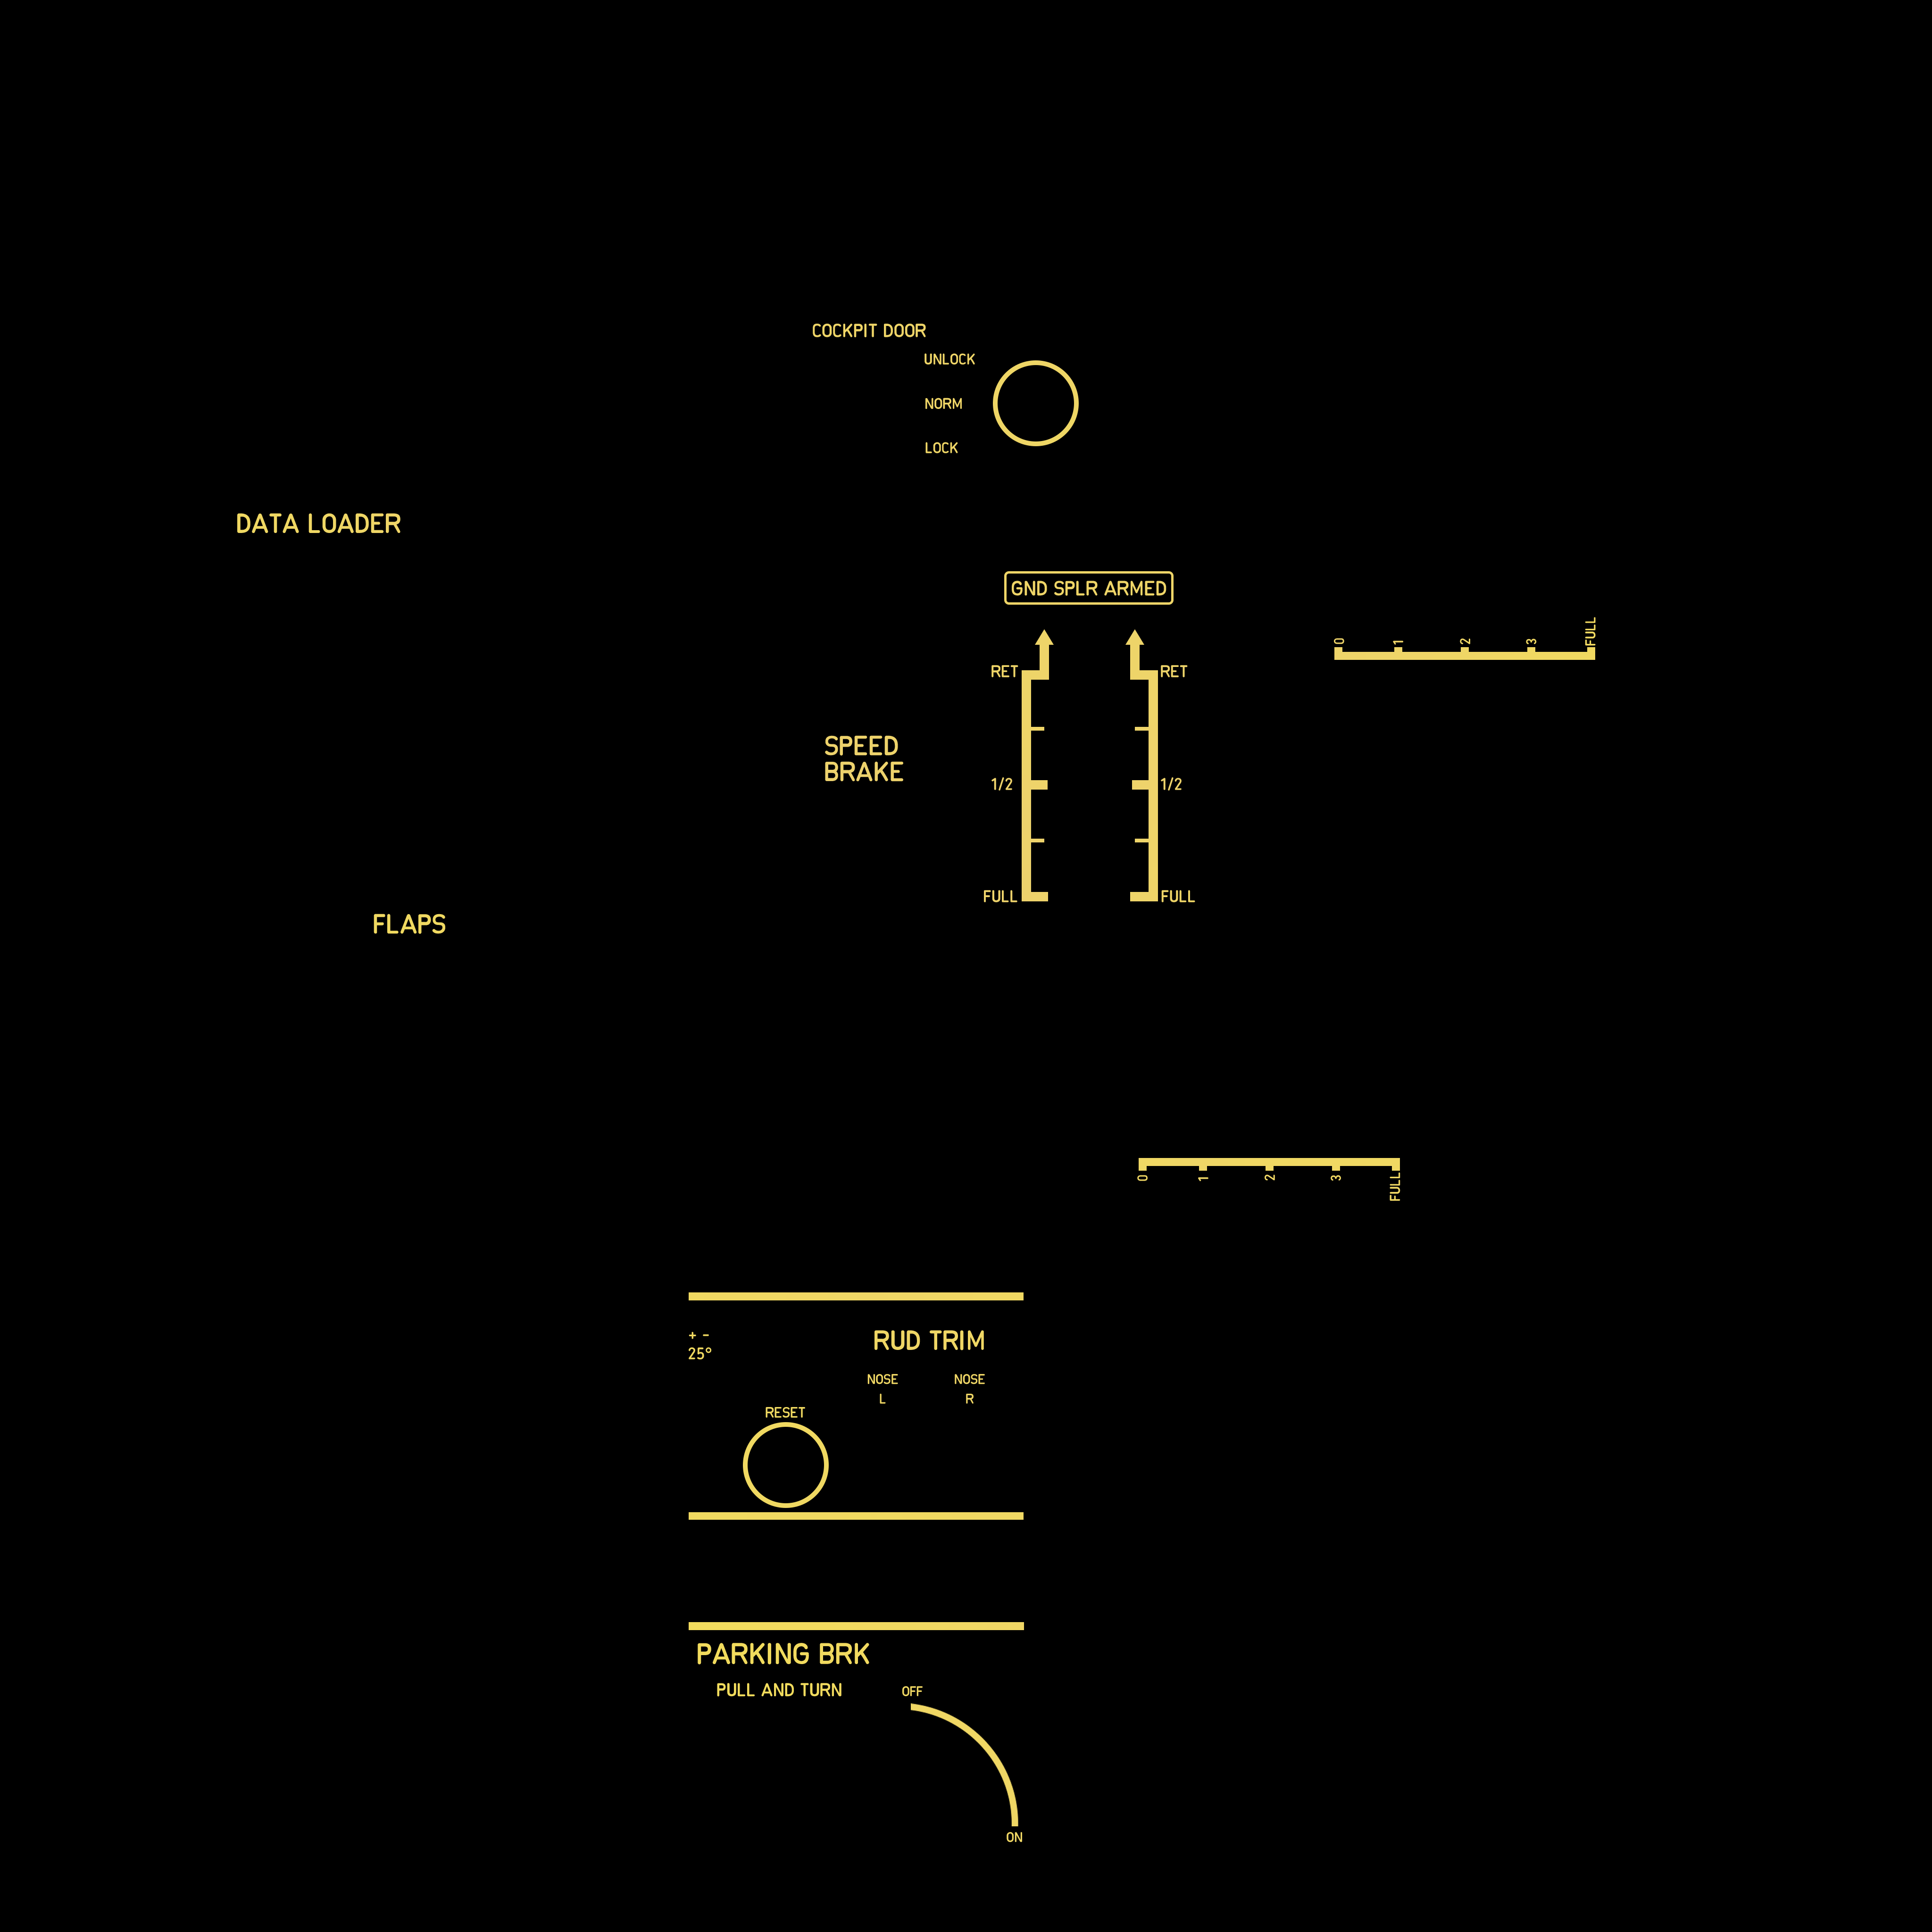 COCKPIT DOOR
UNLOCK
NORM
LOCK
DATA LOADER
GND SPLR ARMED
RET RET
SPEED
BRAKE
1/2 1/2
FULL FULL
0 1 2 3 FULL
FLAPS
0 1 2 3 FULL
+ -
25°
RUD TRIM
NOSE NOSE
L R
RESET
PARKING BRK
PULL AND TURN
OFF
ON